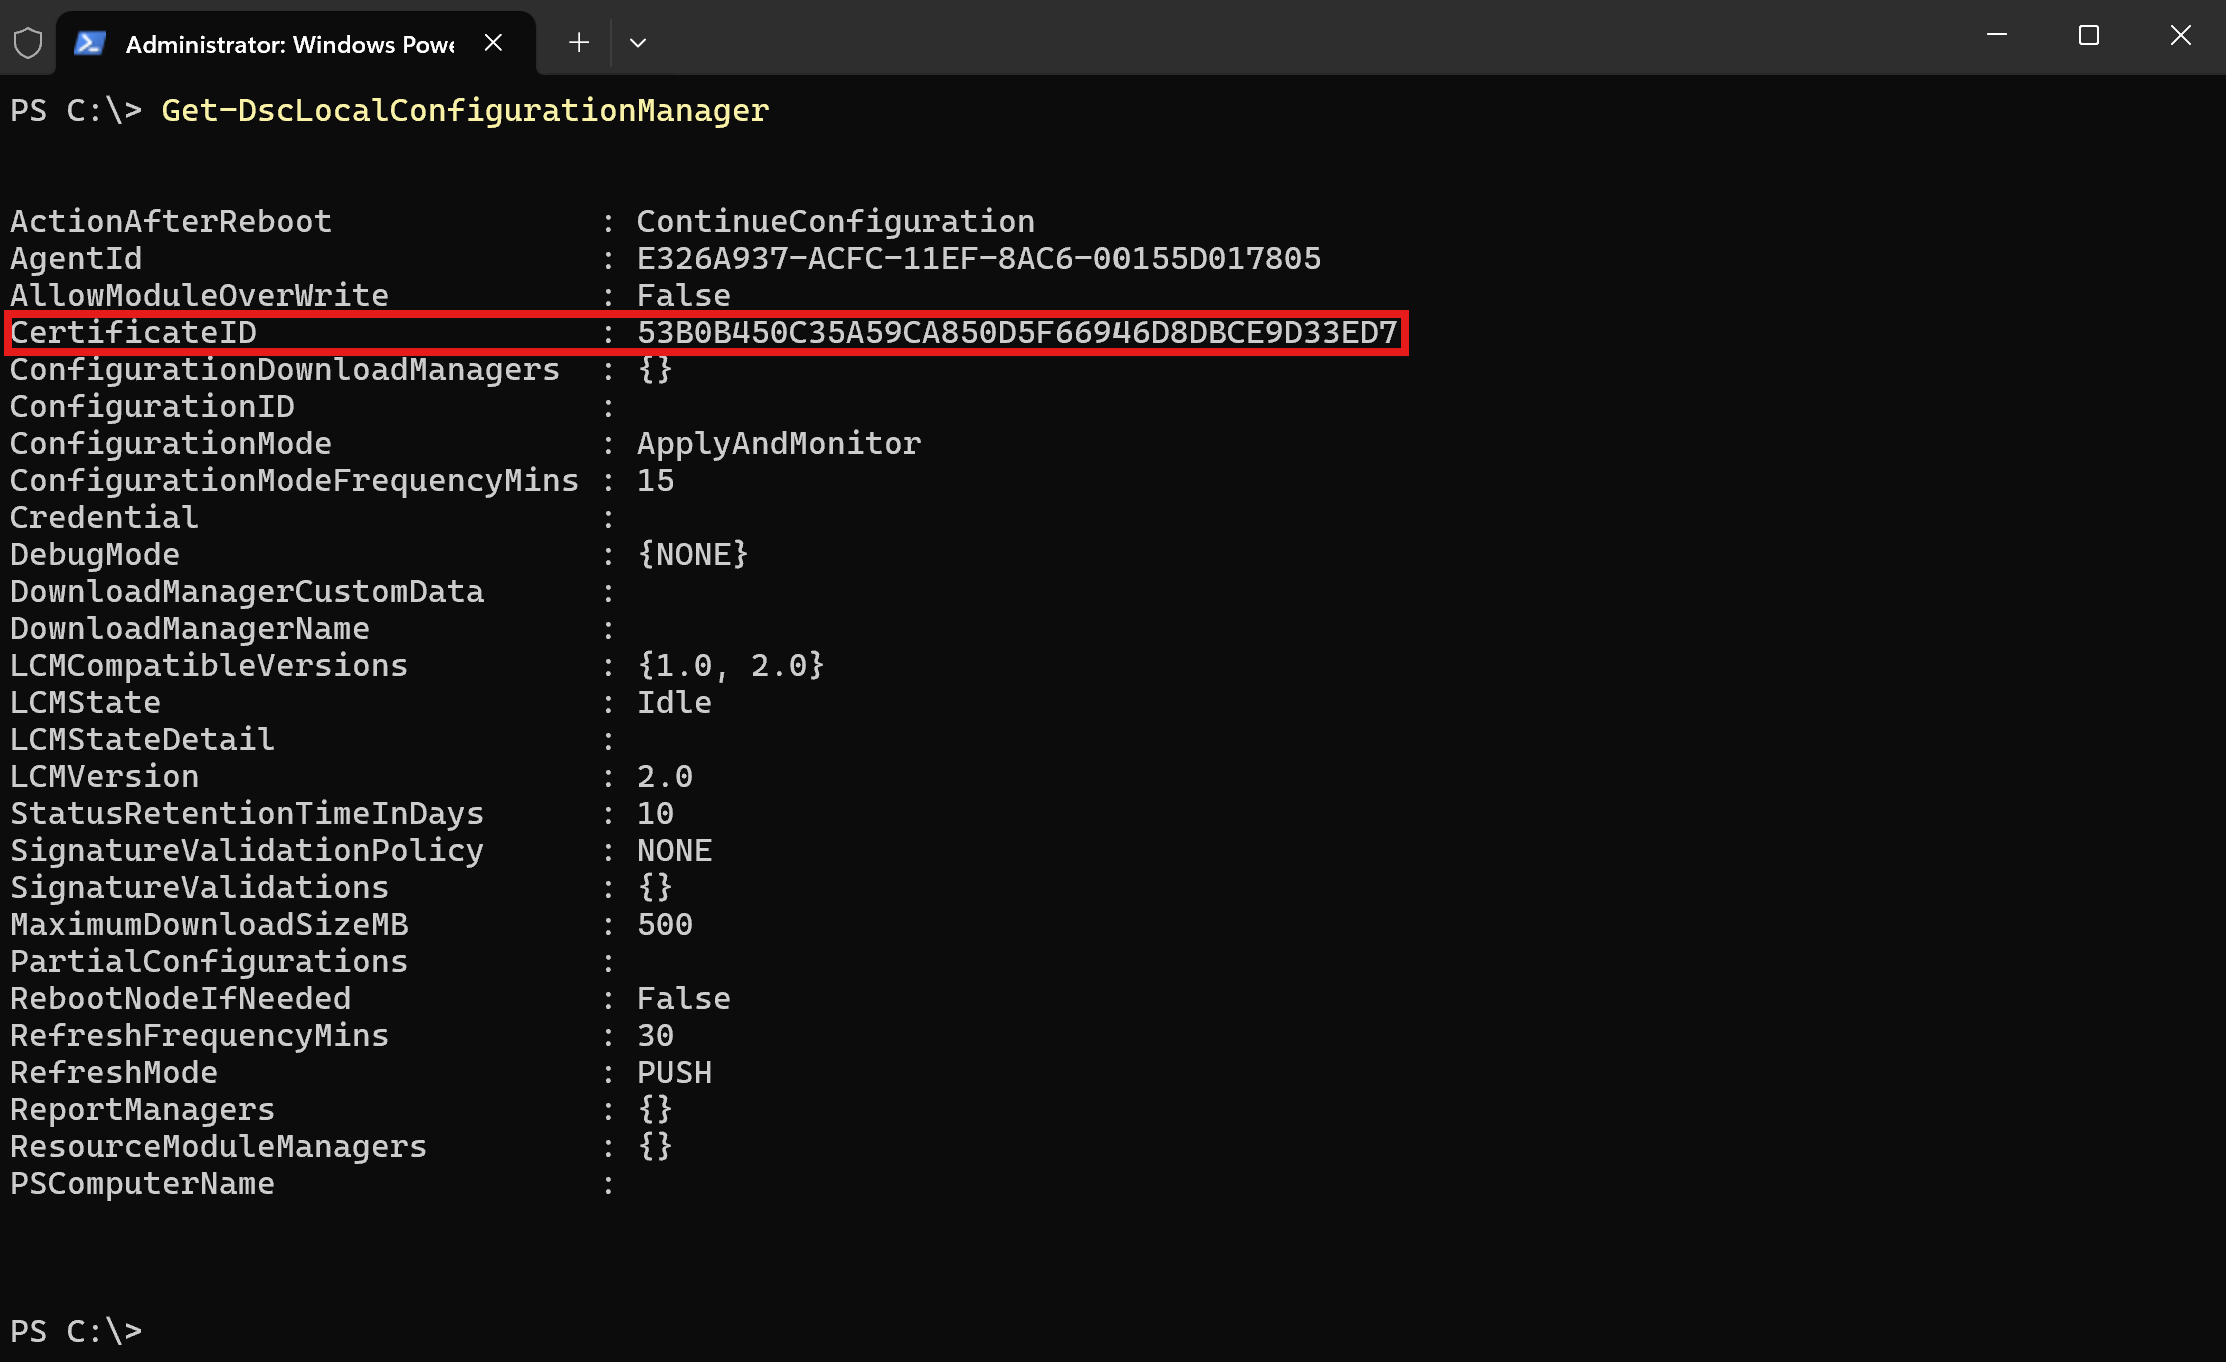 Administrator: Windows Powe
PS C:\> Get-DscLocalConfigurationManager
ActionAfterReboot : ContinueConfiguration
AgentId : E326A937-ACFC-11EF-8AC6-00155D017805
AllowModuleOverWrite : False
CertificateID : 53B0B450C35A59CA850D5F66946D8DBCE9D33ED7
ConfigurationDownloadManagers : {}
ConfigurationID :
ConfigurationMode : ApplyAndMonitor
ConfigurationModeFrequencyMins : 15
Credential :
DebugMode : {NONE}
DownloadManagerCustomData :
DownloadManagerName :
LCMCompatibleVersions : {1.0, 2.0}
LCMState : Idle
LCMStateDetail :
LCMVersion : 2.0
StatusRetentionTimeInDays : 10
SignatureValidationPolicy : NONE
SignatureValidations : {}
MaximumDownloadSizeMB : 500
PartialConfigurations :
RebootNodeIfNeeded : False
RefreshFrequencyMins : 30
RefreshMode : PUSH
ReportManagers : {}
ResourceModuleManagers : {}
PSComputerName :
PS C:\>